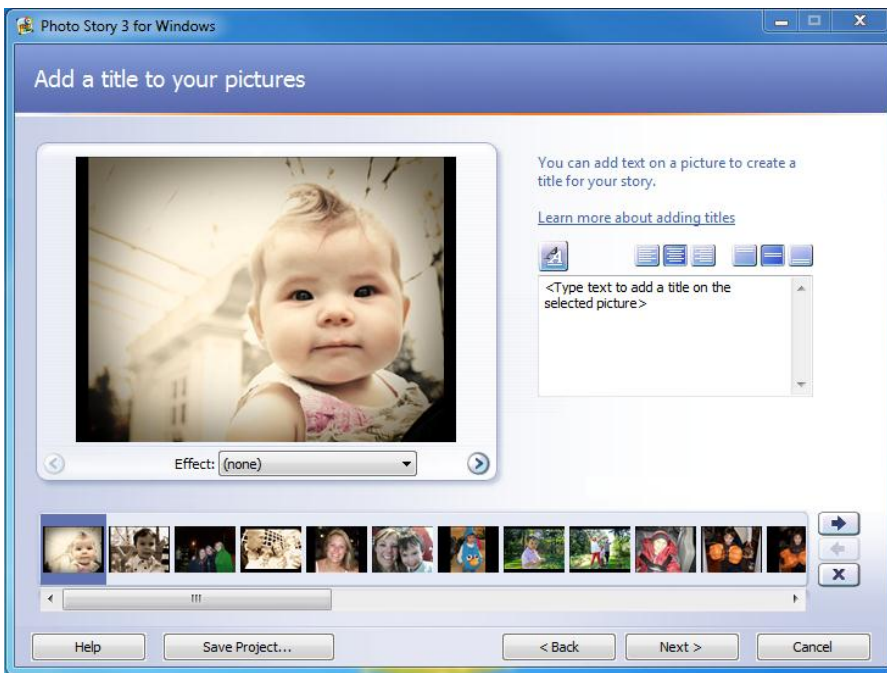 Photo Story 3 for Windows
Add a title to your pictures
You can add text on a picture to create a
title for your story.
Learn more about adding titles
A
<Type text to add a title on the
selected picture>
Effect: (none)
Help
Save Project...
< Back
Next >
Cancel